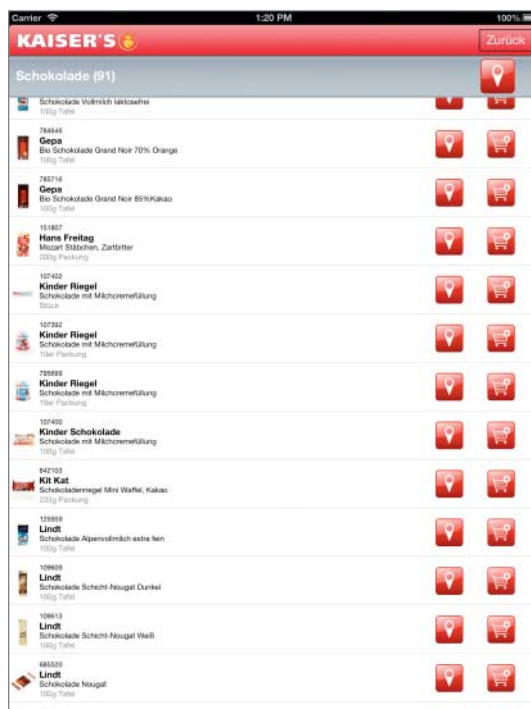 Carrier
1:20 PM
100%
KAISER'S
Zurück
Schokolade (91)
Schokolade Vollmilch laktosefrei
100g Tafel
784646
Gepa
Bio Schokolade Grand Noir 70% Orange
100g Tafel
785716
Gepa
Bio Schokolade Grand Noir 85%Kakao
100g Tafel
151807
Hans Freitag
Mozart Stäbchen, Zartbitter
200g Packung
107402
Kinder Riegel
Schokolade mit Milchcremefüllung
Stück
107392
Kinder Riegel
Schokolade mit Milchcremefüllung
10er Packung
Kinder Riegel
Schokolade mit Milchcremefüllung
Packung
107400
Kinder Schokolade
Schokolade mit Milchcremefüllung
100g Tafel
842103
Kit Kat
Schokoladenriegel Mini Waffel, Kakao
Packung
Lindt
Schokolade Alpenvollmilch extra fein
100g Tafel
109609
Lindt
Schokolade Schicht-Nougat Dunkel
100g Tafel
109613
Lindt
Schokolade Schicht-Nougat Weiß
100g Tafel
685520
Lindt
Schokolade Nougat
100g Tafel